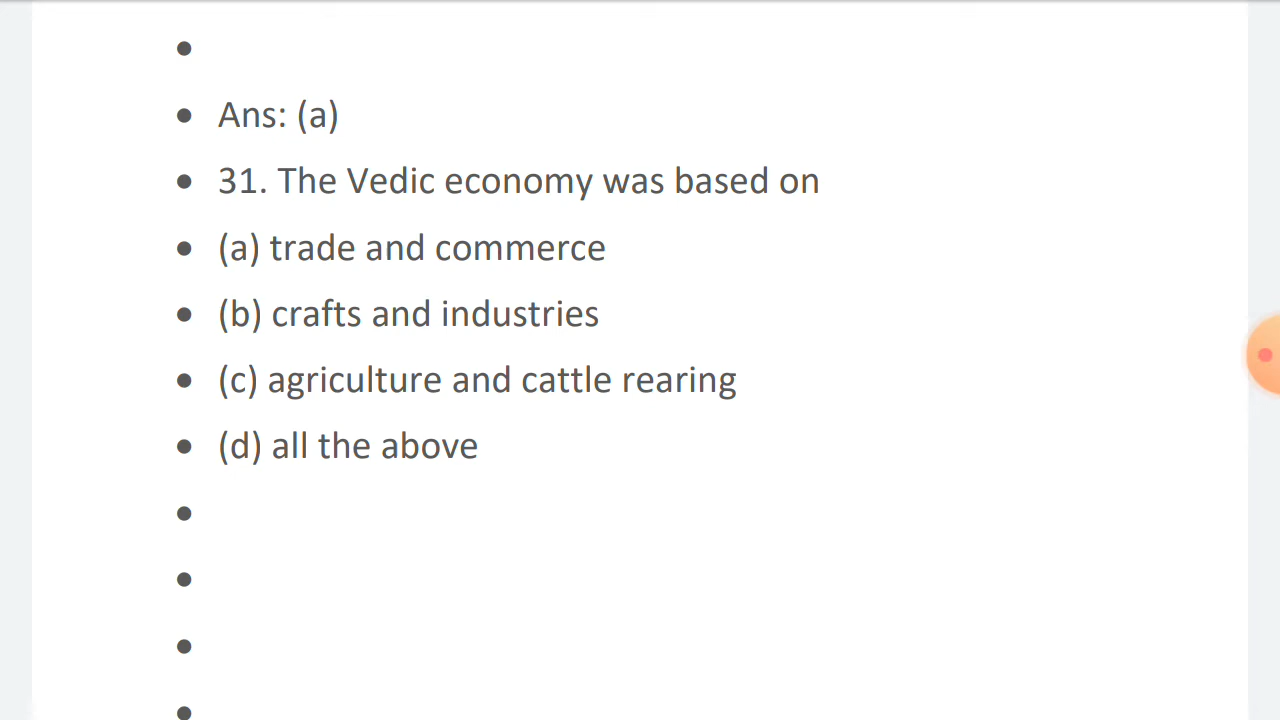 •
• Ans: (a)
• 31. The Vedic economy was based on
• (a) trade and commerce
• (b) crafts and industries
• (c) agriculture and cattle rearing
• (d) all the above
•
•
•
•